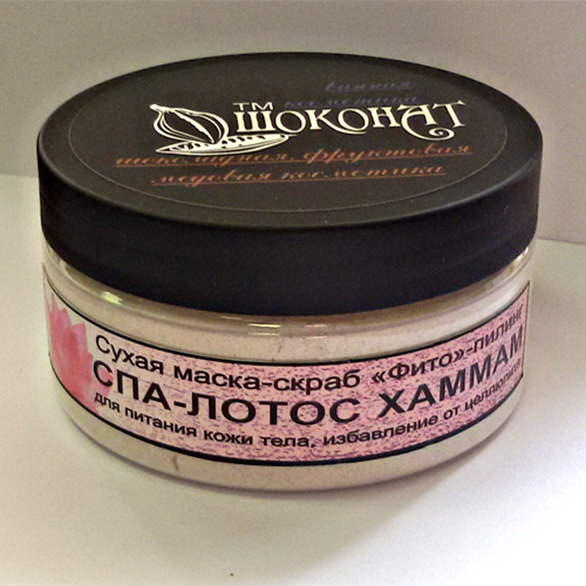 винная
косметика
ТМ
ШОКОНАТ
шоколадная, фруктовая
медовая косметика
Сухая маска-скраб «Фито»-пилинг
СПА-ЛОТОС ХАММАМ
для питания кожи тела, избавление от целлюлита